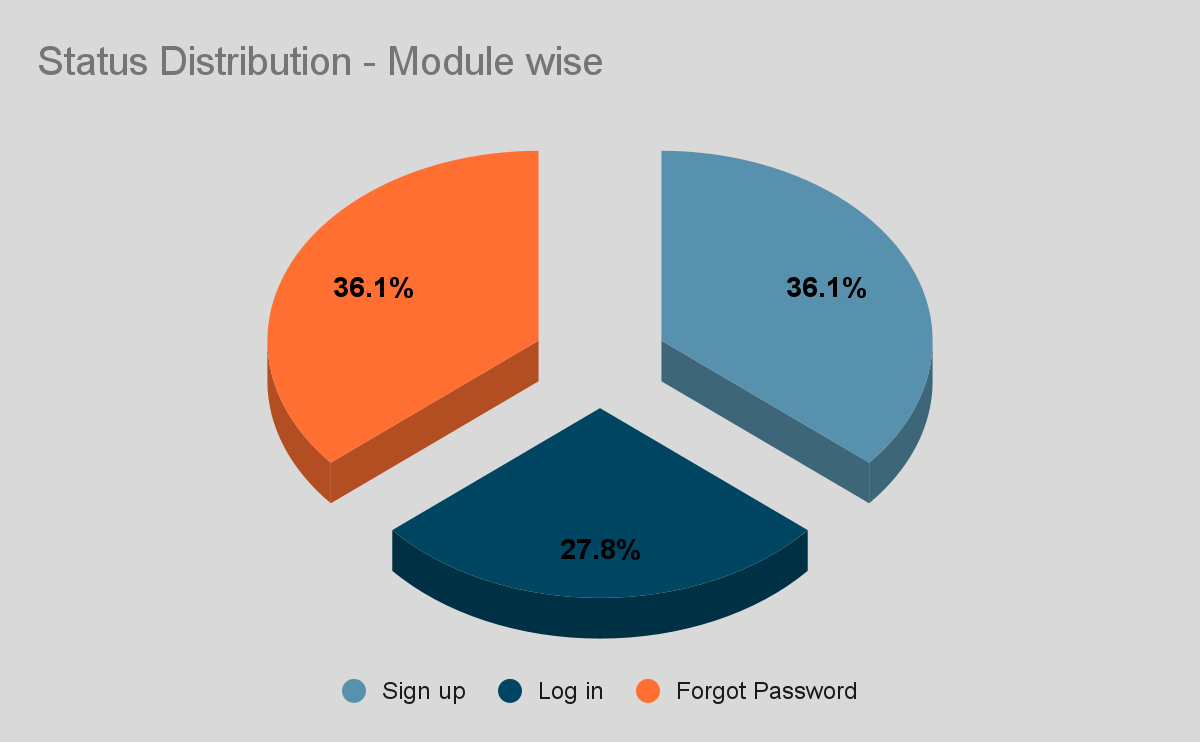 Status Distribution - Module wise
36.1% 36.1%
27.8%
Sign up Log in Forgot Password